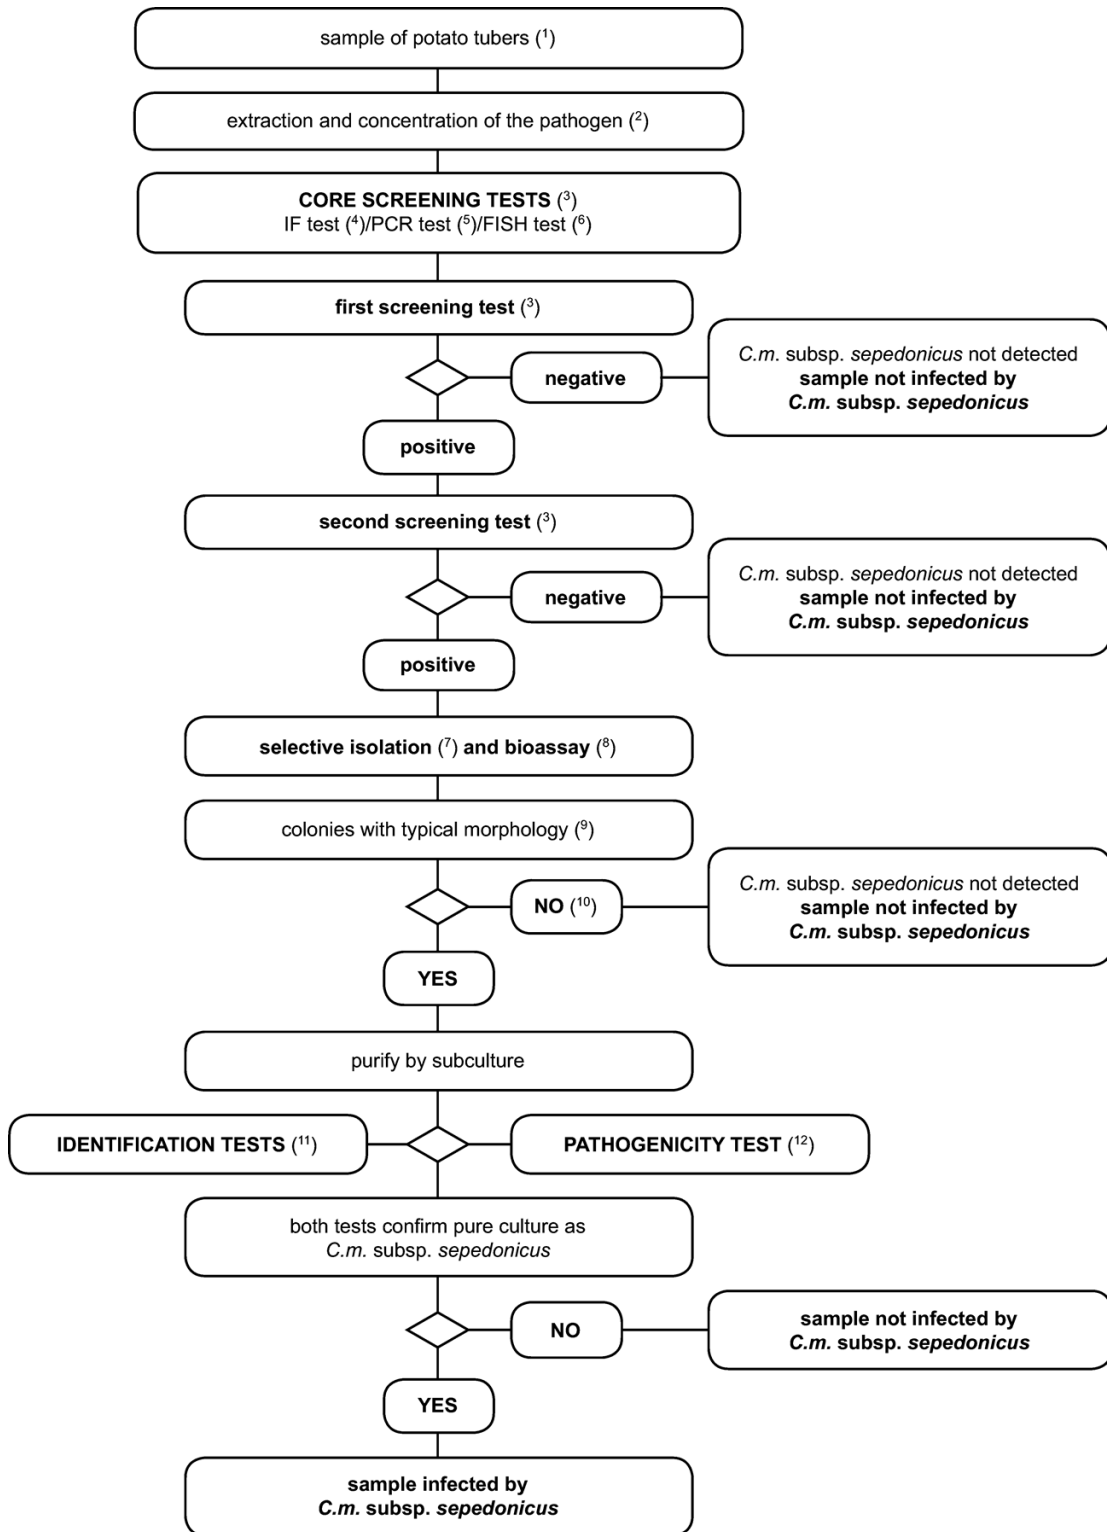 sample of potato tubers (¹)
extraction and concentration of the pathogen (²)
CORE SCREENING TESTS (³)
IF test (⁴)/PCR test (⁵)/FISH test (⁶)
first screening test (³)
negative
C.m. subsp. sepedonicus not detected
sample not infected by
C.m. subsp. sepedonicus
positive
second screening test (³)
negative
C.m. subsp. sepedonicus not detected
sample not infected by
C.m. subsp. sepedonicus
positive
selective isolation (⁷) and bioassay (⁸)
colonies with typical morphology (⁹)
NO (¹⁰)
C.m. subsp. sepedonicus not detected
sample not infected by
C.m. subsp. sepedonicus
YES
purify by subculture
IDENTIFICATION TESTS (¹¹)
PATHOGENICITY TEST (¹²)
both tests confirm pure culture as
C.m. subsp. sepedonicus
NO
sample not infected by
C.m. subsp. sepedonicus
YES
sample infected by
C.m. subsp. sepedonicus